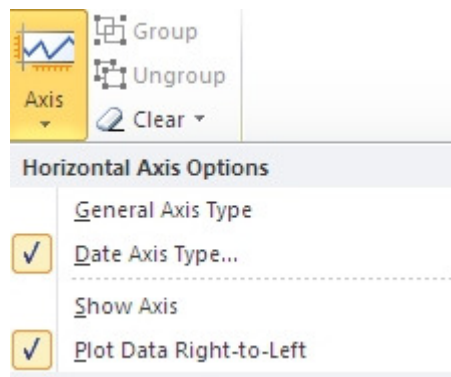 Group
Ungroup
Axis
Clear
Horizontal Axis Options
General Axis Type
Date Axis Type...
Show Axis
Plot Data Right-to-Left